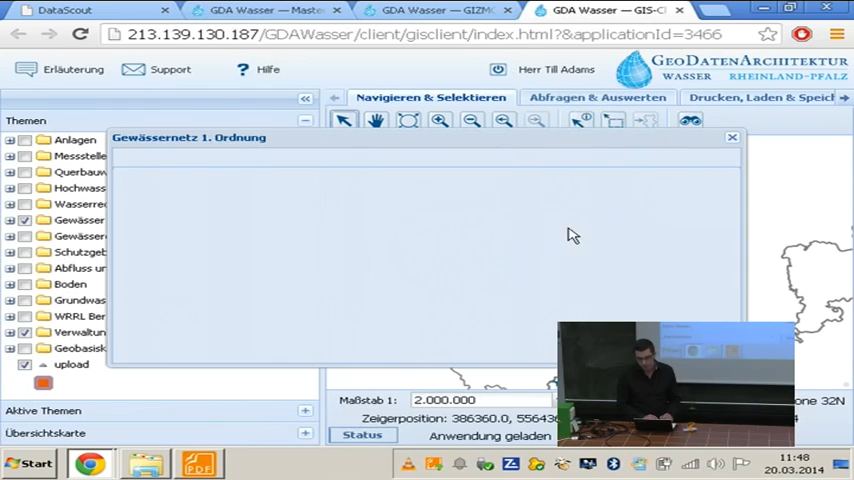 DataScout
GDA Wasser — Maste
GDA Wasser — GIZMO
GDA Wasser — GIS-Cl
213.139.130.187/GDAWasser/client/gisclient/index.html?&applicationId=3466
Erläuterung
Support
? Hilfe
Herr Till Adams
GEODATENARCHITEKTUR
WASSER RHEINLAND-PFALZ
Navigieren & Selektieren
Abfragen & Auswerten
Drucken, Laden & Speich
Themen
Gewässernetz 1. Ordnung
Anlagen
Messstelle
Querbauw
Hochwass
Wasserrec
Gewässer
Gewässer
Schutzgeb
Abfluss un
Boden
Grundwas
WRRL Ber
Verwaltun
Geobasisk
upload
Aktive Themen
Übersichtskarte
Maßstab 1:
2.000.000
one 32N
Zeigerposition: 386360.0, 55643
Status
Anwendung geladen
Start
PDF
11:48
20.03.2014